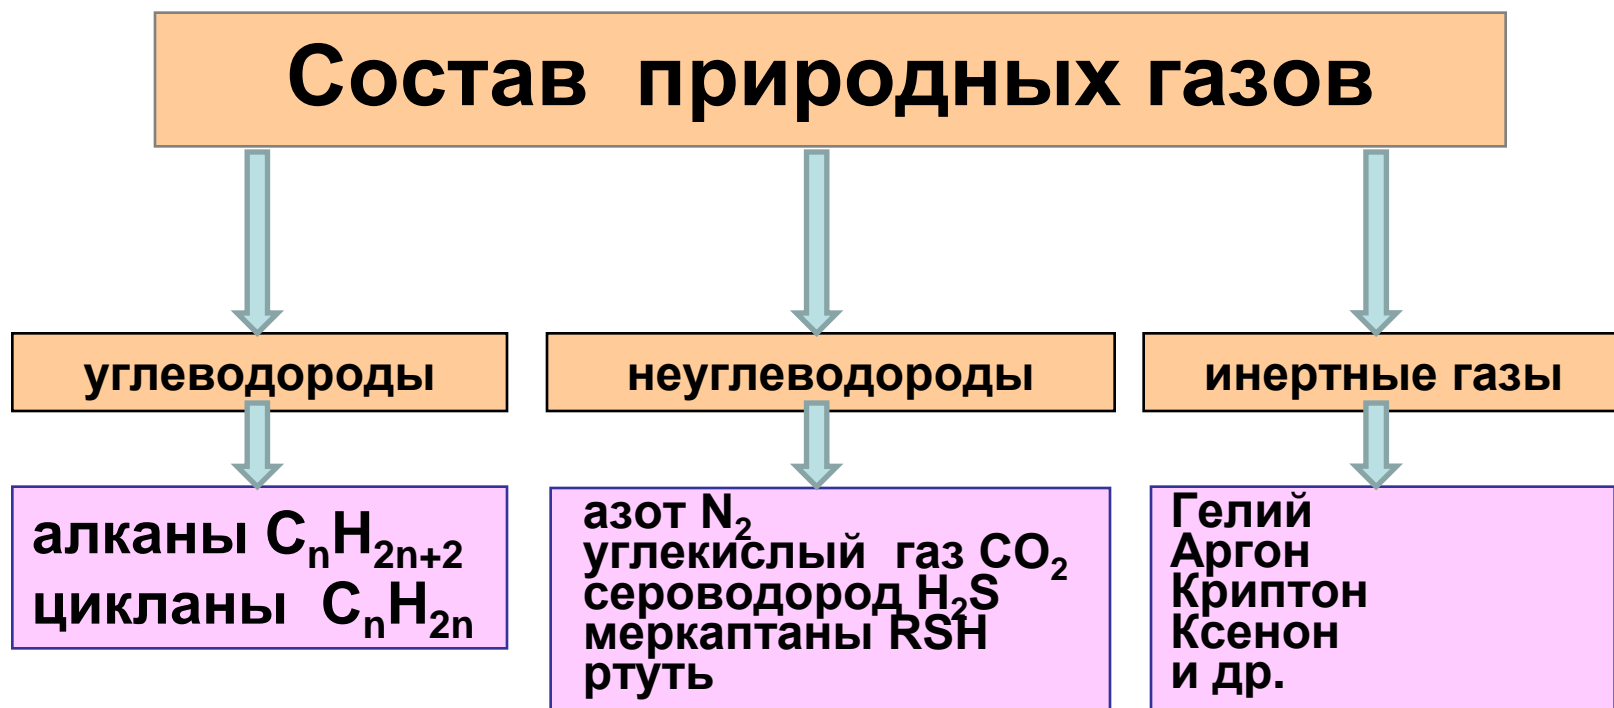 Состав природных газов
углеводороды
неуглеводороды
инертные газы
алканы CₙH₂ₙ₊₂
цикланы CₙH₂ₙ
азот N₂
углекислый газ CO₂
сероводород H₂S
меркаптаны RSH
ртуть
Гелий
Аргон
Криптон
Ксенон
и др.